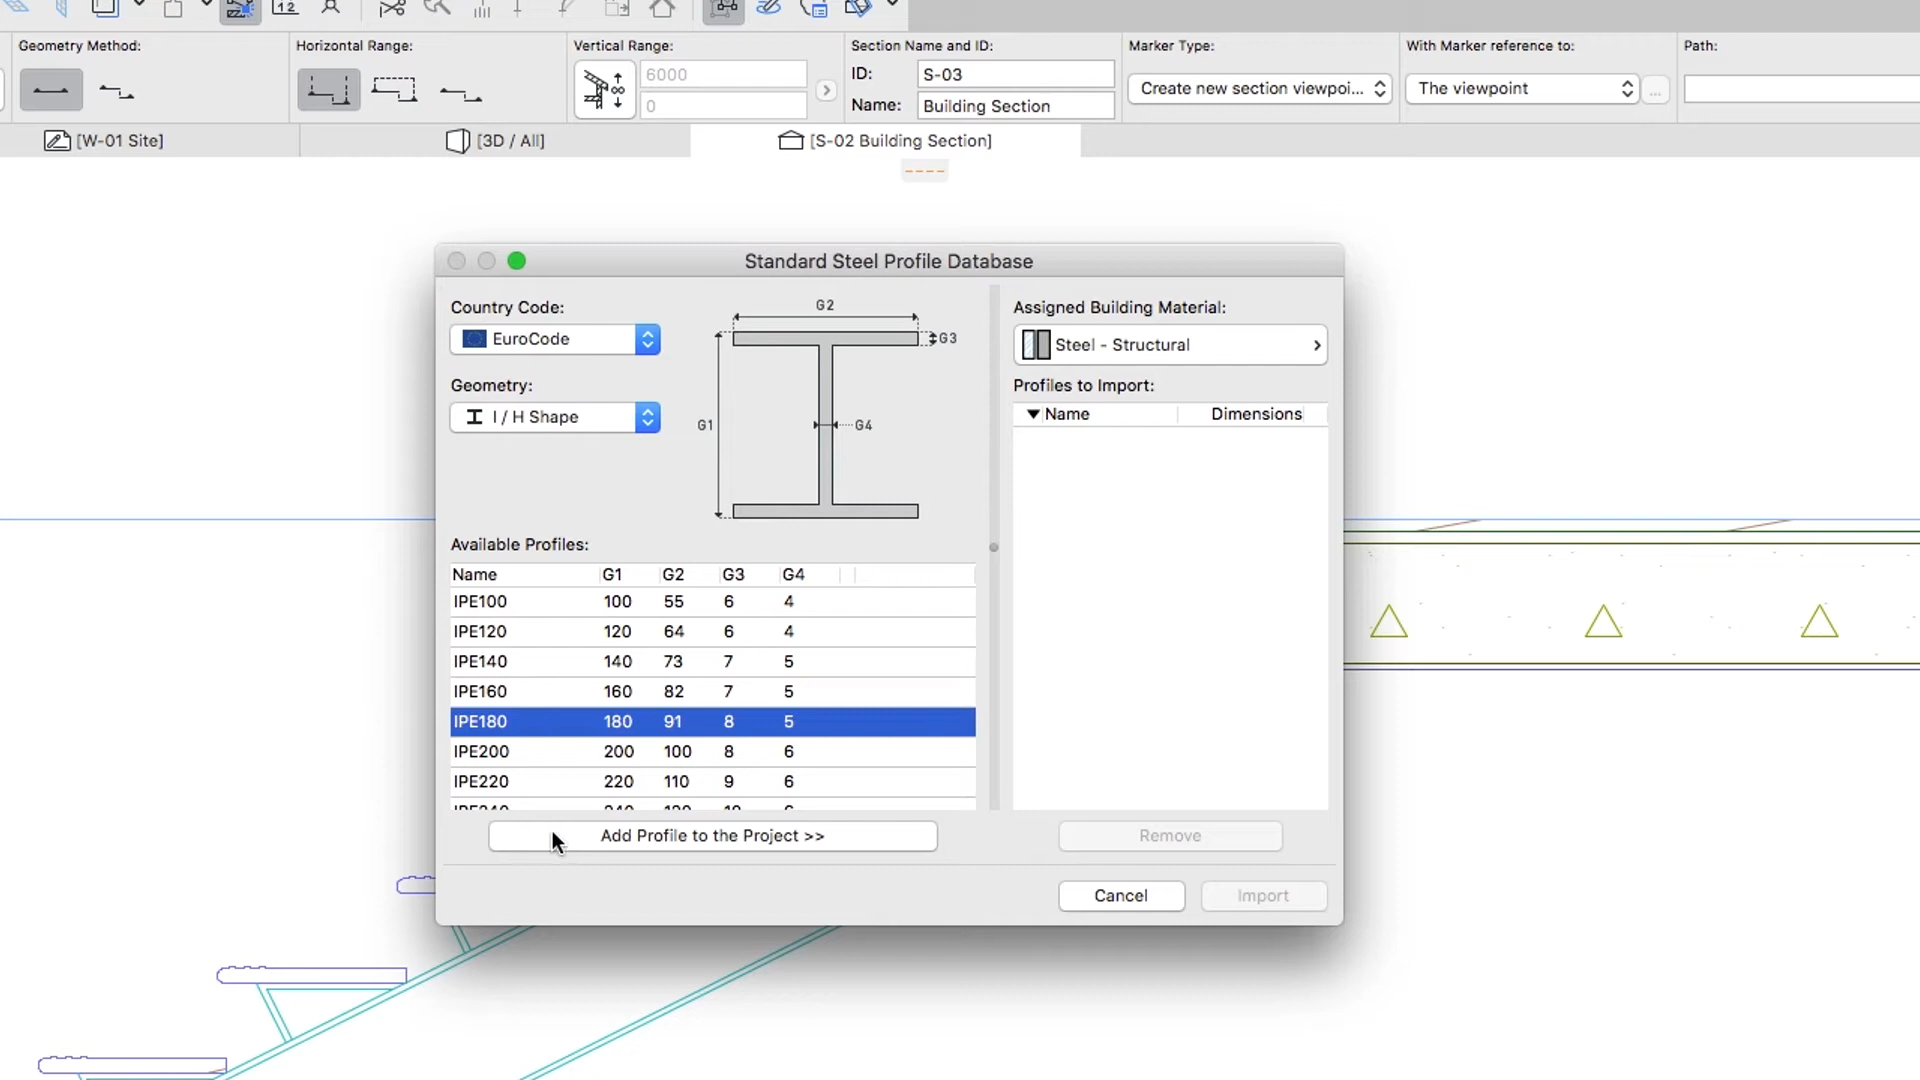 Geometry Method:
Horizontal Range:
Vertical Range:
Section Name and ID:
Marker Type:
With Marker reference to:
Path:
6000
0
ID:
S-03
Name:
Building Section
Create new section viewpoi...
The viewpoint
...
[W-01 Site]
[3D / All]
[S-02 Building Section]
Standard Steel Profile Database
Country Code:
EuroCode
Geometry:
I / H Shape
G2
G3
G1
G4
Assigned Building Material:
Steel - Structural
Profiles to Import:
Name Dimensions
Available Profiles:
Name G1 G2 G3 G4
IPE100 100 55 6 4
IPE120 120 64 6 4
IPE140 140 73 7 5
IPE160 160 82 7 5
IPE180 180 91 8 5
IPE200 200 100 8 6
IPE220 220 110 9 6
Add Profile to the Project >>
Remove
Cancel
Import